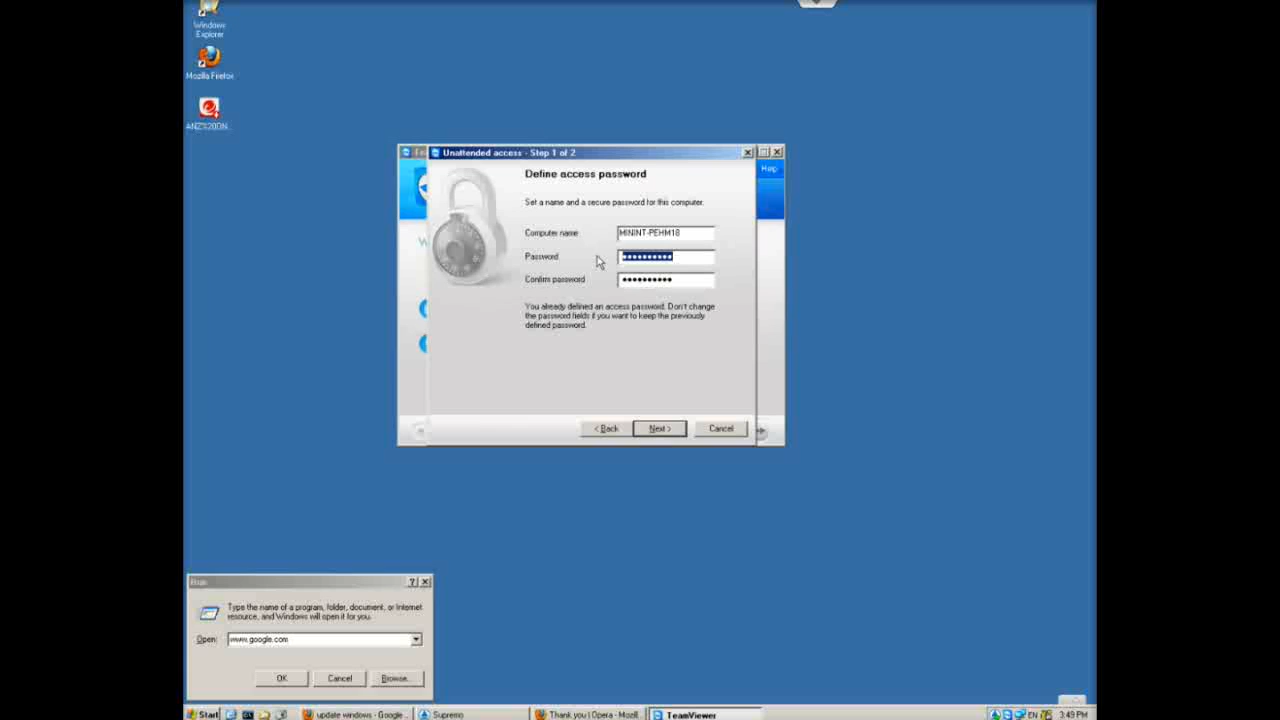 Windows
Explorer
Mozilla Firefox
Unattended access - Step 1 of 2
Help
Define access password
Set a name and a secure password for this computer.
Computer name
MININT-PEHM18
Password
Confirm password
You already defined an access password. Don't change
the password fields if you want to keep the previously
defined password.
< Back
Next >
Cancel
Run
Type the name of a program, folder, document, or Internet
resource, and Windows will open it for you.
Open:
www.google.com
OK
Cancel
Browse...
Start
update windows - Google ...
Supremo
Thank you | Opera - Mozill...
TeamViewer
EN
3:49 PM